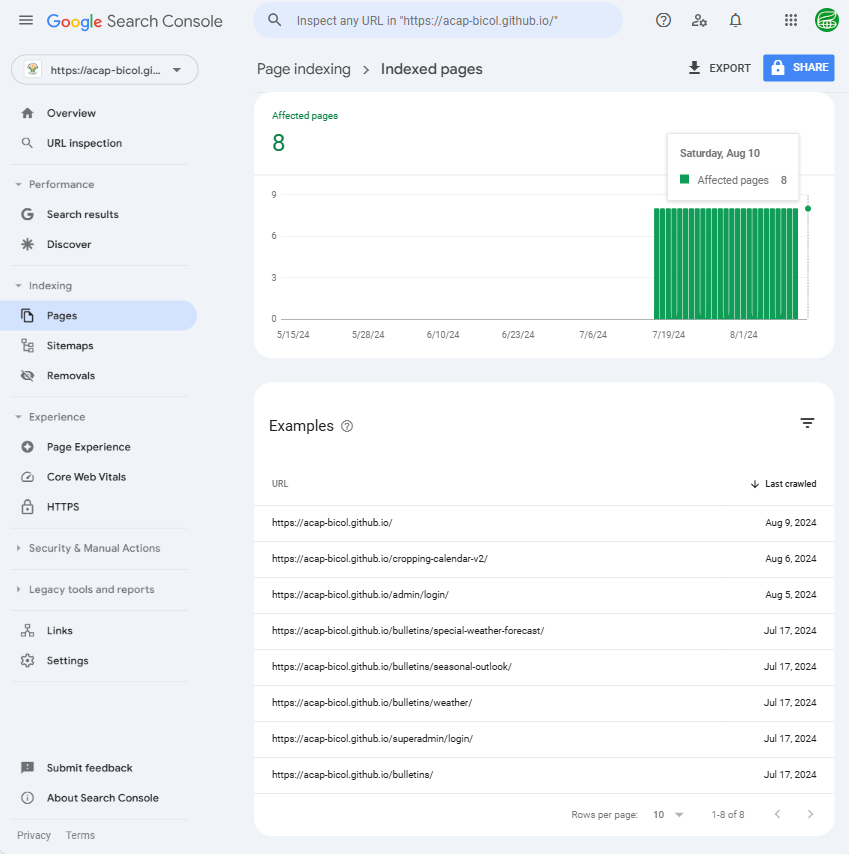 Google Search Console
Inspect any URL in "https://acap-bicol.github.io/"
https://acap-bicol.gi...
Page indexing > Indexed pages
EXPORT
SHARE
Overview
URL inspection
Performance
Search results
Discover
Indexing
Pages
Sitemaps
Removals
Experience
Page Experience
Core Web Vitals
HTTPS
Security & Manual Actions
Legacy tools and reports
Links
Settings
Submit feedback
About Search Console
Privacy Terms
Affected pages
8
Saturday, Aug 10
Affected pages 8
9
6
3
0
5/15/24 5/28/24 6/10/24 6/23/24 7/6/24 7/19/24 8/1/24
Examples
URL Last crawled
https://acap-bicol.github.io/ Aug 9, 2024
https://acap-bicol.github.io/cropping-calendar-v2/ Aug 6, 2024
https://acap-bicol.github.io/admin/login/ Aug 5, 2024
https://acap-bicol.github.io/bulletins/special-weather-forecast/ Jul 17, 2024
https://acap-bicol.github.io/bulletins/seasonal-outlook/ Jul 17, 2024
https://acap-bicol.github.io/bulletins/weather/ Jul 17, 2024
https://acap-bicol.github.io/superadmin/login/ Jul 17, 2024
https://acap-bicol.github.io/bulletins/ Jul 17, 2024
Rows per page: 10 1-8 of 8